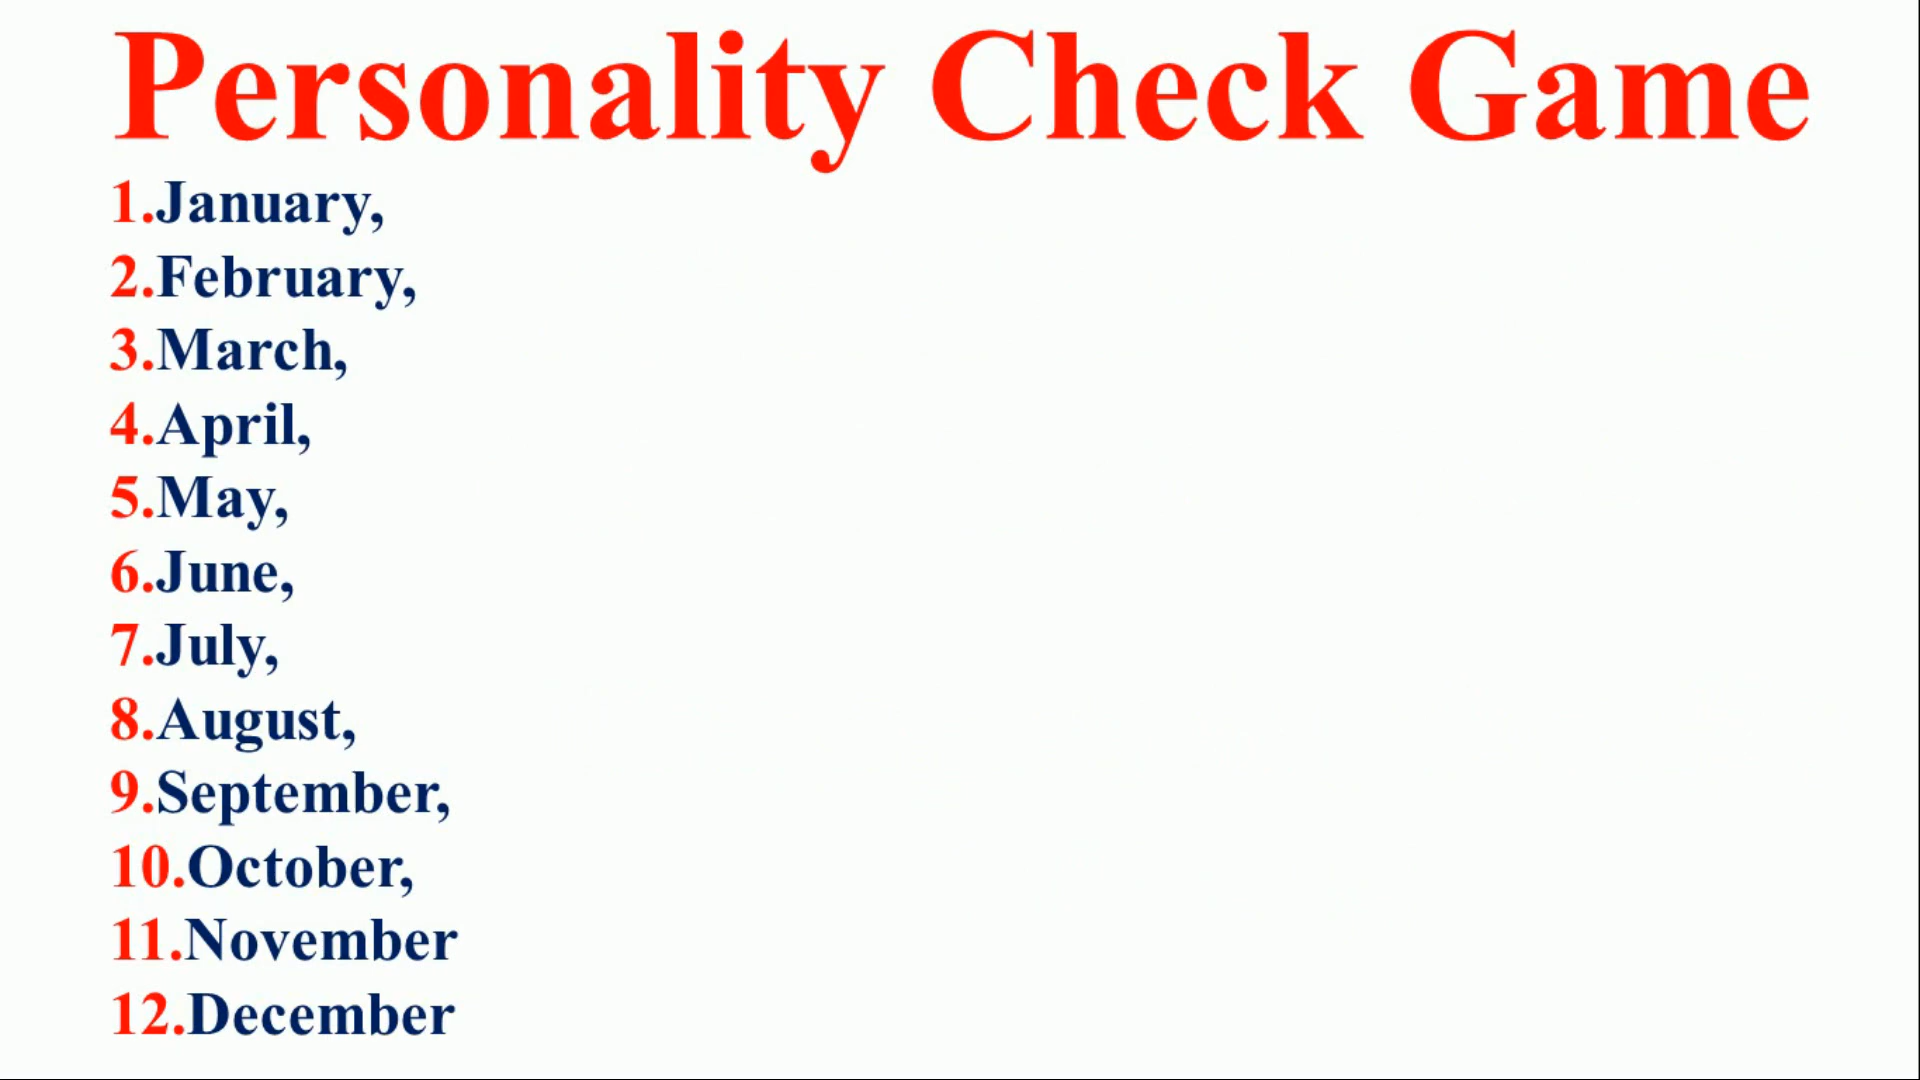 Personality Check Game
1.January,
2.February,
3.March,
4.April,
5.May,
6.June,
7.July,
8.August,
9.September,
10.October,
11.November
12.December